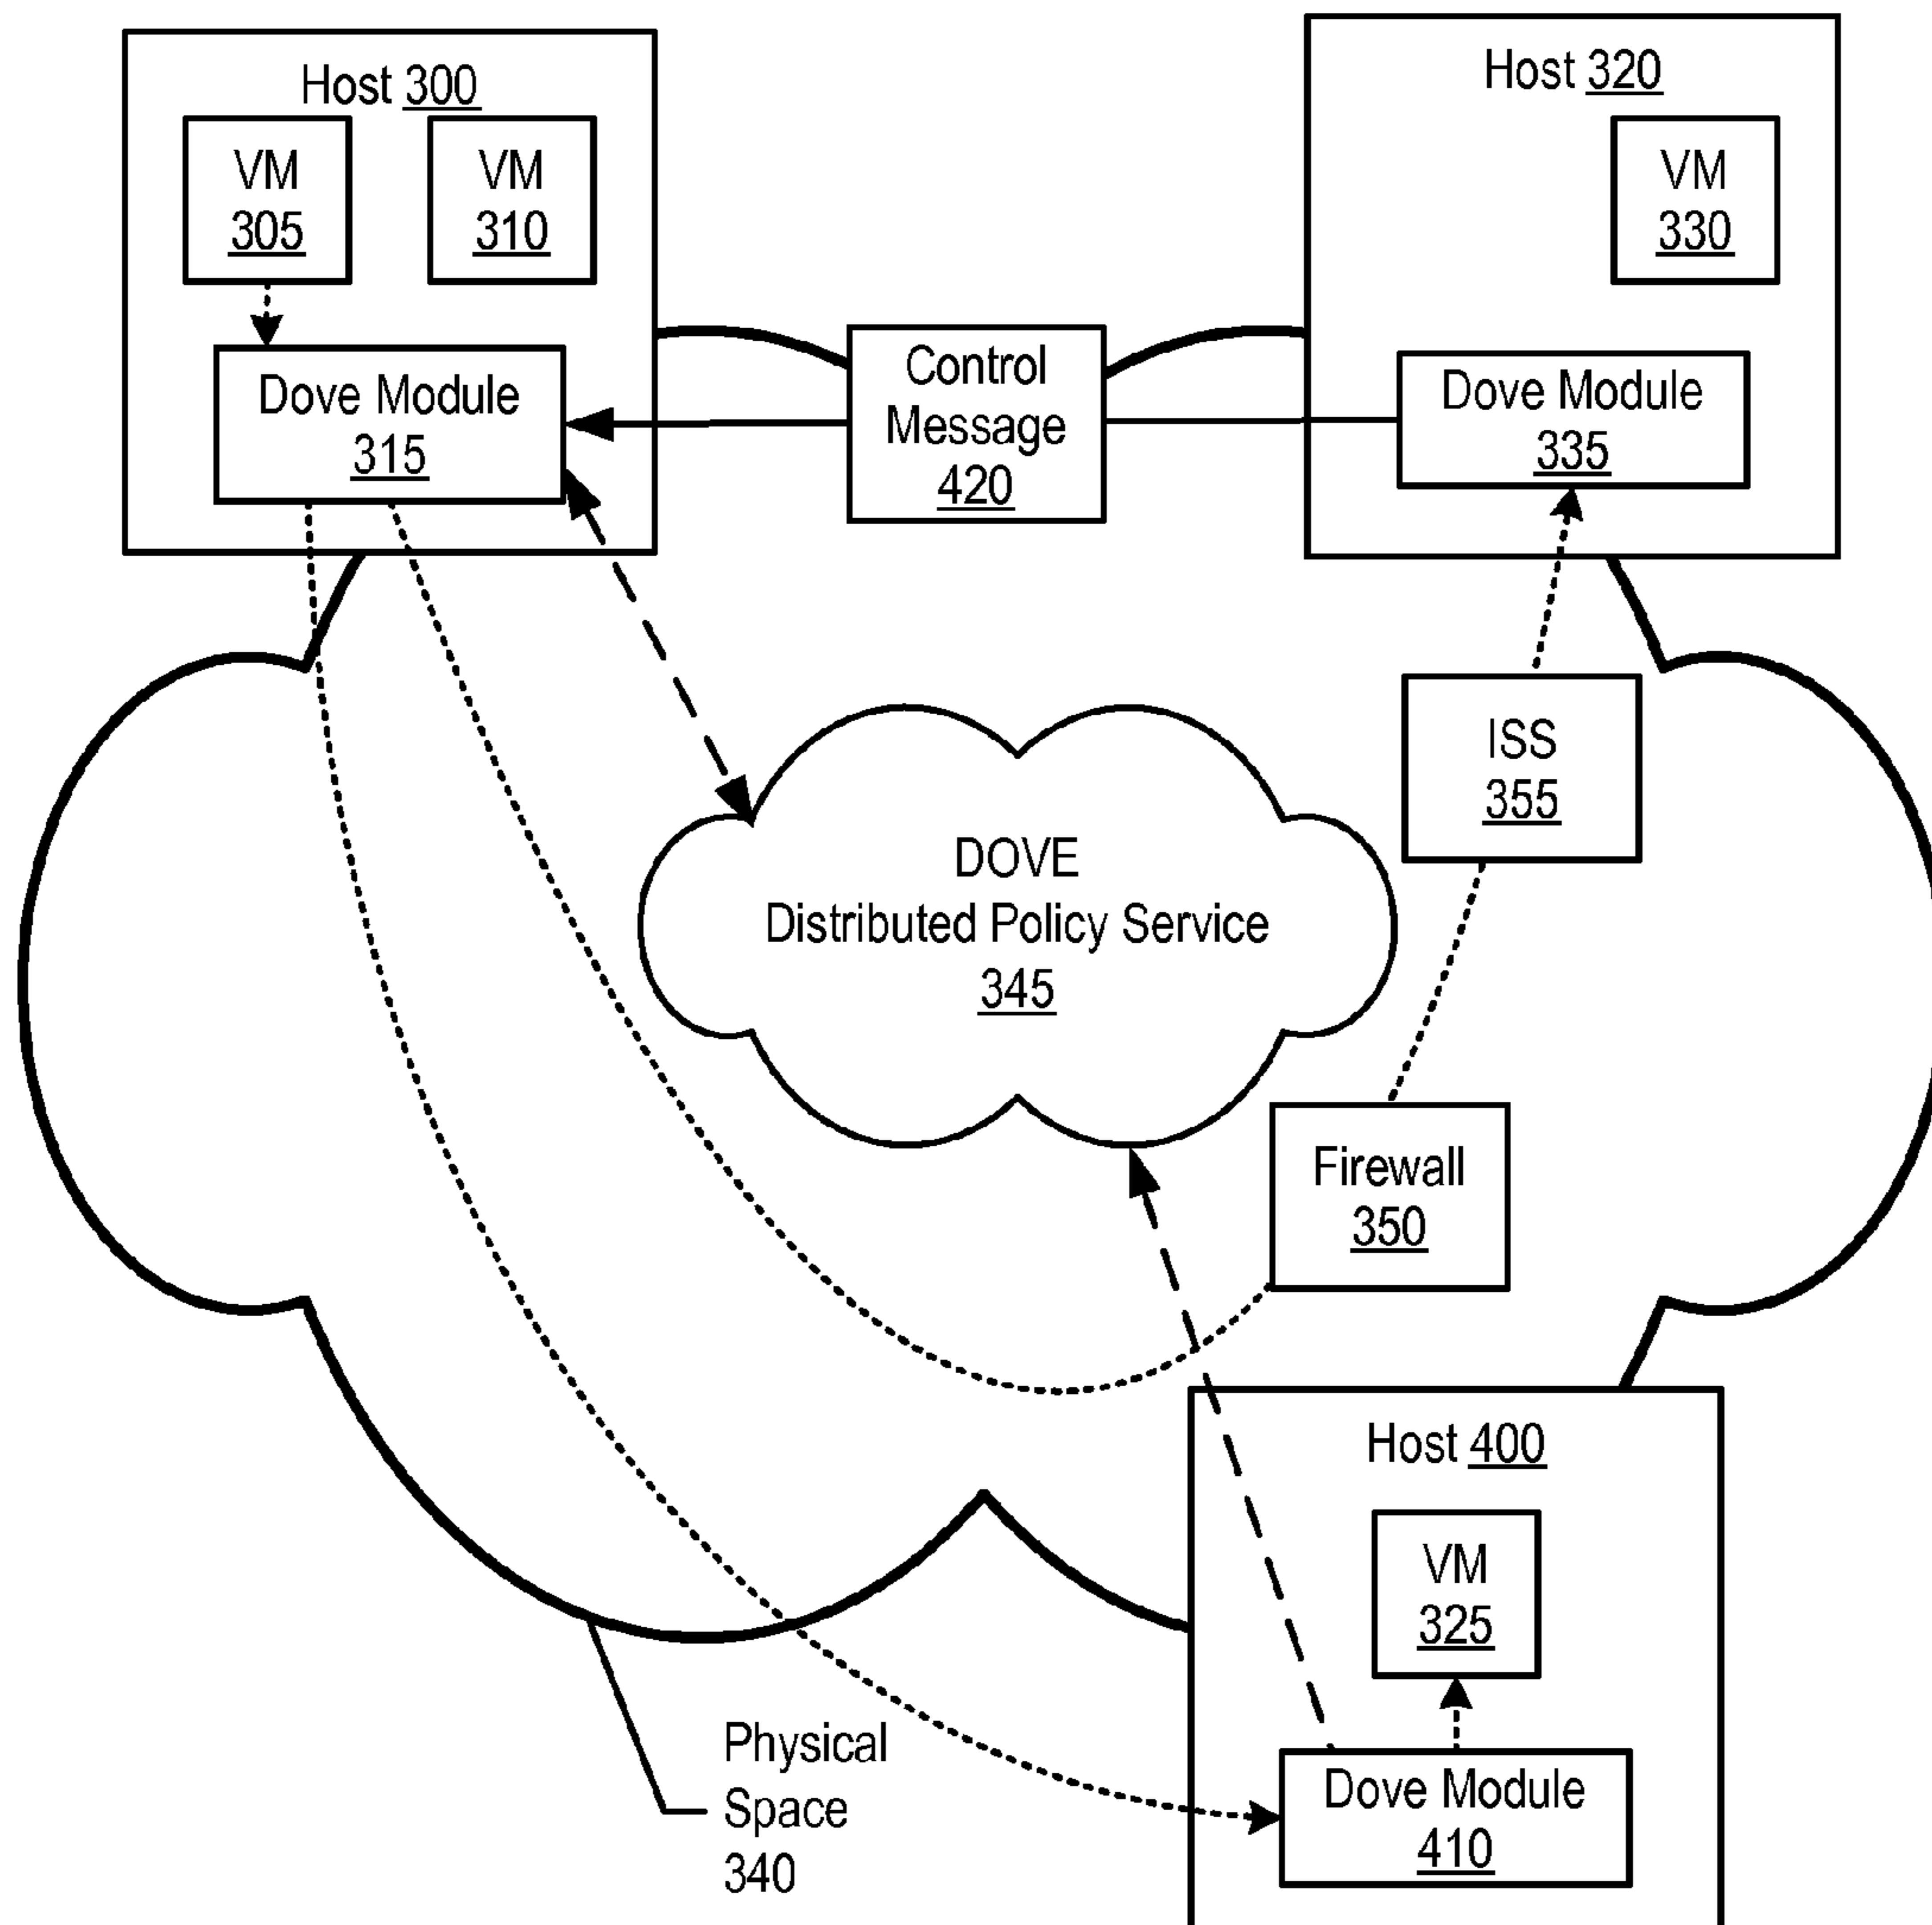 Host 300
VM
305
VM
310
Dove Module
315
Control
Message
420
Host 320
VM
330
Dove Module
335
ISS
355
DOVE
Distributed Policy Service
345
Firewall
350
Host 400
VM
325
Dove Module
410
Physical
Space
340